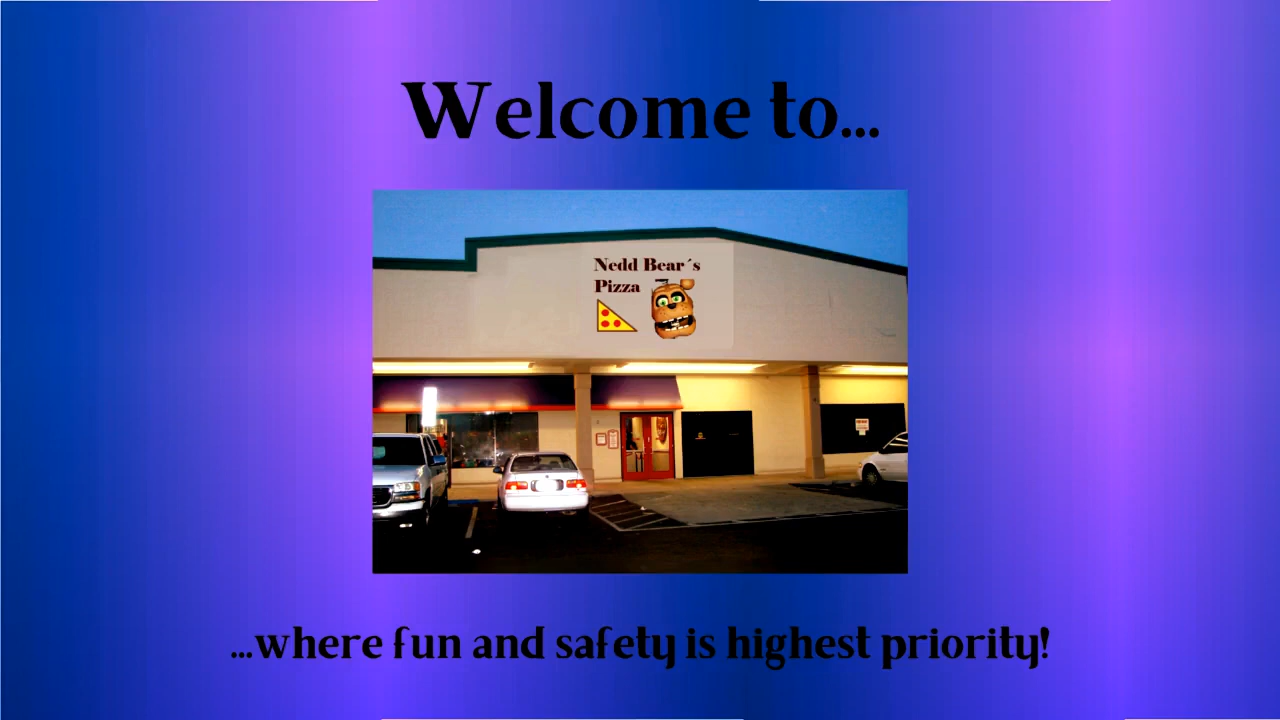 Welcome to...
Nedd Bear´s
Pizza
...where fun and safety is highest priority!